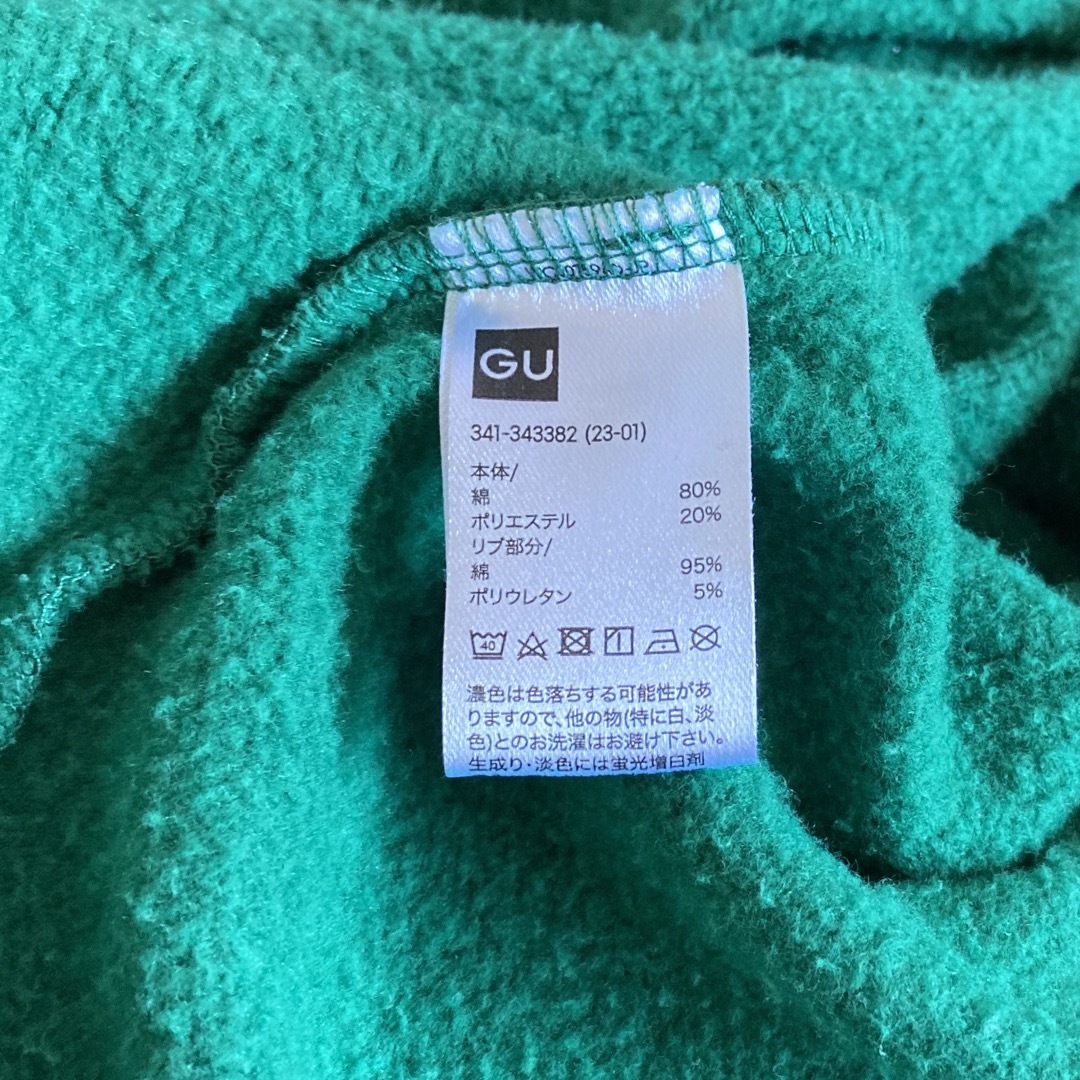 GU
341-343382 (23-01)
本体/
綿 80%
ポリエステル 20%
リブ部分/
綿 95%
ポリウレタン 5%
40
濃色は色落ちする可能性があ
りますので、他の物(特に白、淡
色)とのお洗濯はお避け下さい。
生成り・淡色には蛍光増白剤